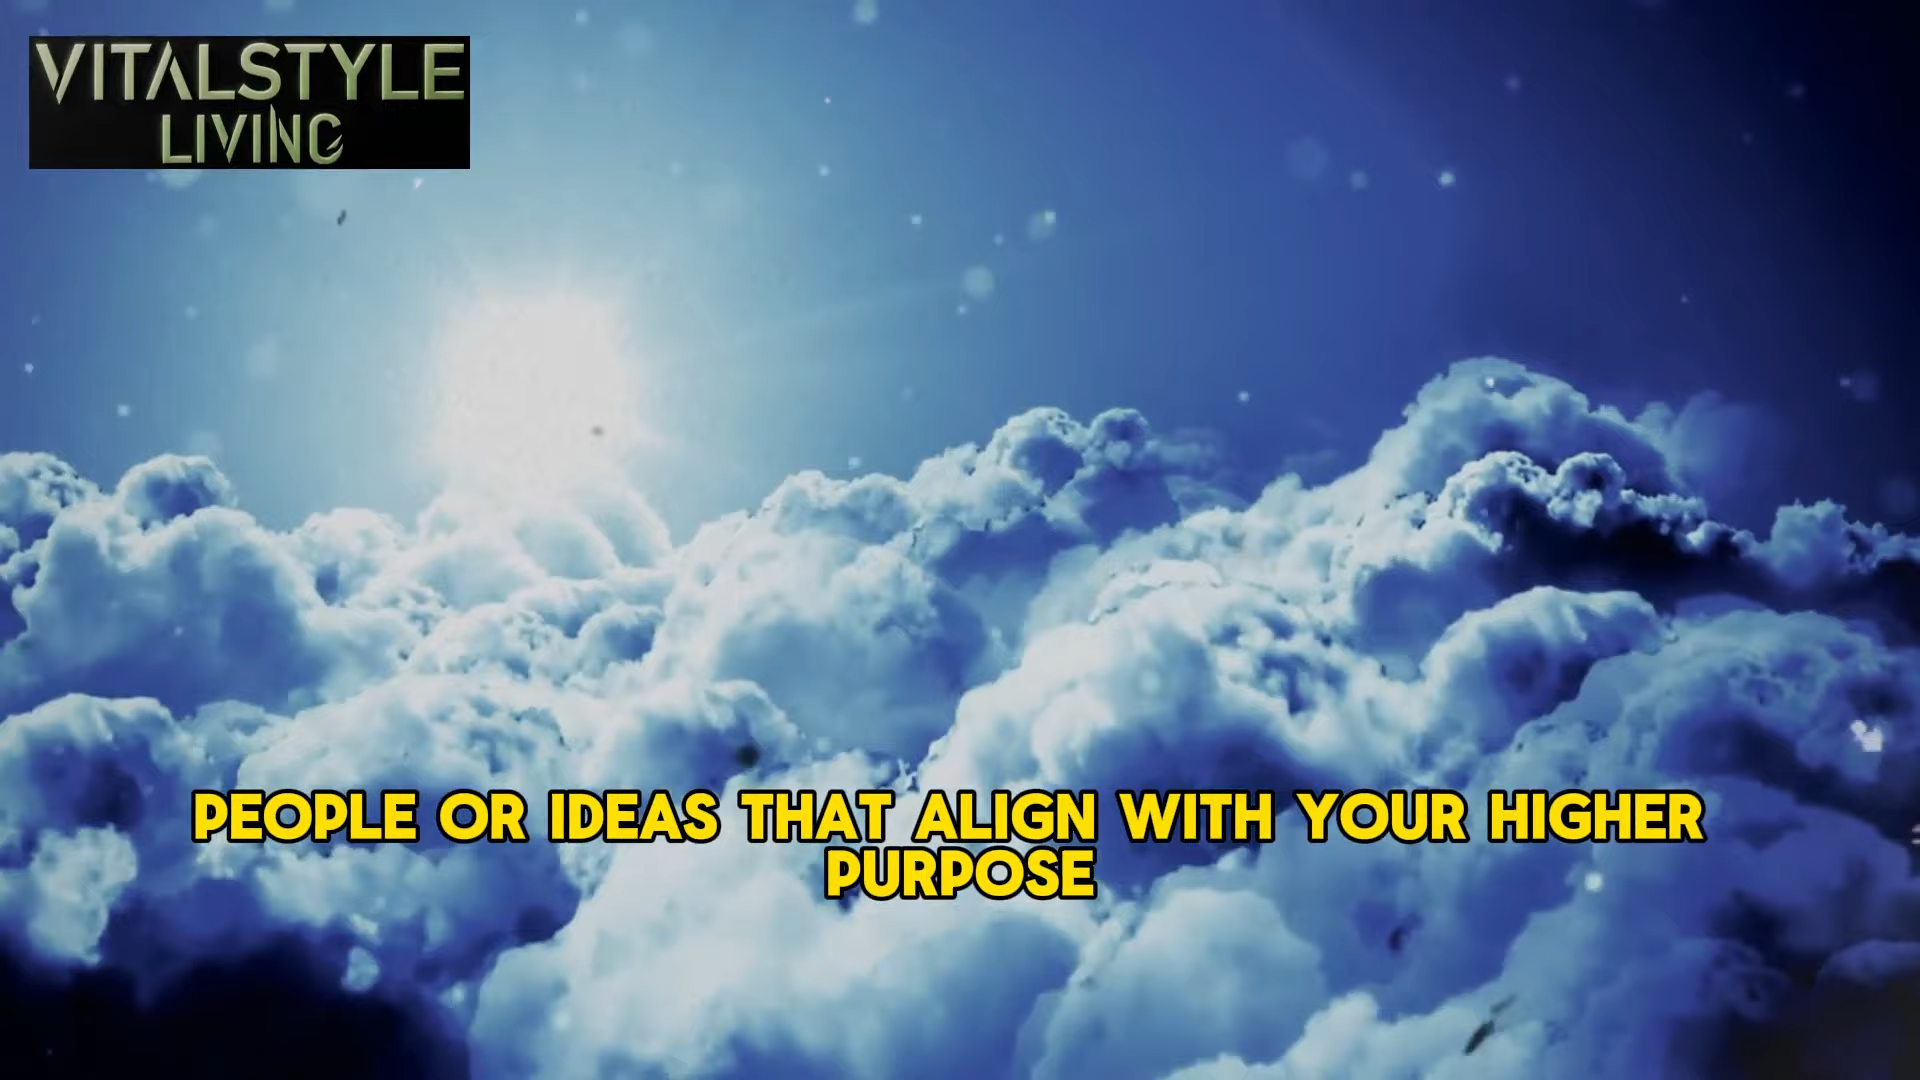 VITALSTYLE
LIVING
PEOPLE OR IDEAS THAT ALIGN WITH YOUR HIGHER
PURPOSE